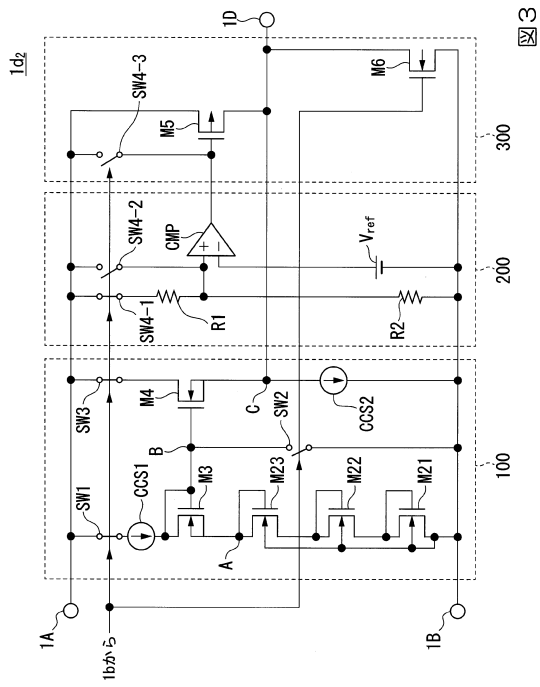 図3
1d₂
1A
1B
1D
1bから
SW1
CCS1
M3
A
M23
M22
M21
B
SW2
SW3
M4
C
CCS2
100
SW4-1
SW4-2
R1
CMP
+
−
Vref
R2
200
SW4-3
M5
M6
300